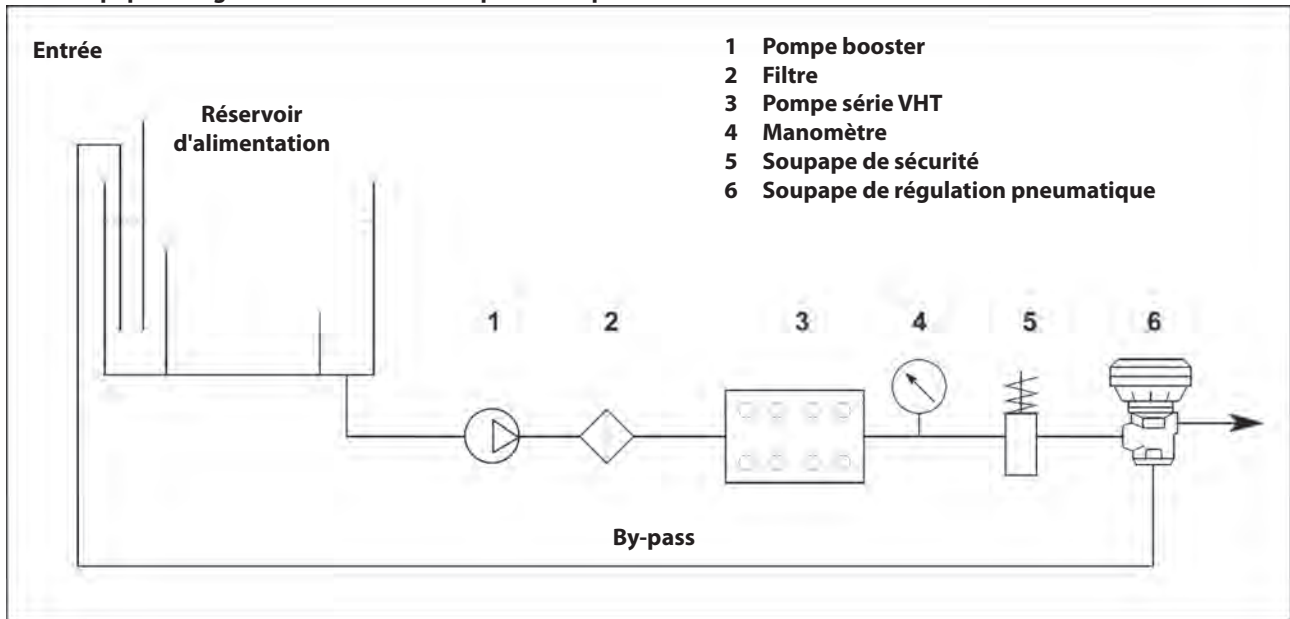 Entrée
Réservoir
d'alimentation
1 Pompe booster
2 Filtre
3 Pompe série VHT
4 Manomètre
5 Soupape de sécurité
6 Soupape de régulation pneumatique
1 2 3 4 5 6
By-pass